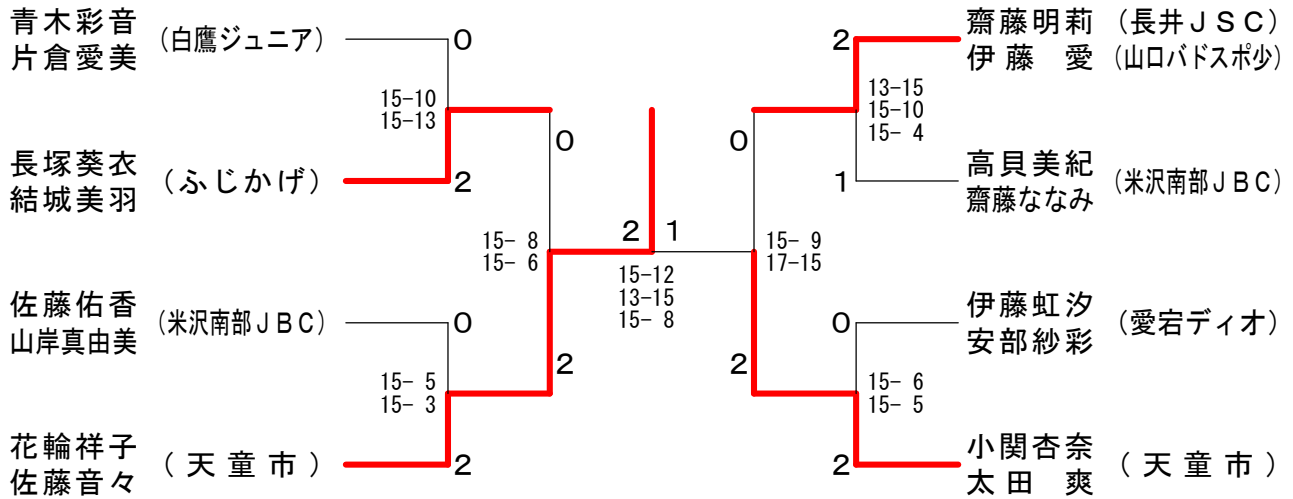 青木彩音
片倉愛美
(白鷹ジュニア)
0
15-10
15-13
長塚葵衣
結城美羽
(ふじかげ)
2
0
15- 8
15- 6
佐藤佑香
山岸真由美
(米沢南部JBC)
0
15- 5
15- 3
花輪祥子
佐藤音々
(天童市)
2
2
2 1
15-12
13-15
15- 8
齋藤明莉 (長井JSC)
伊藤 愛 (山口バドスポ少)
2
13-15
15-10
15- 4
高貝美紀
齋藤ななみ
(米沢南部JBC)
1
0
15- 9
17-15
伊藤虹汐
安部紗彩
(愛宕ディオ)
0
15- 6
15- 5
小関杏奈
太田 爽
(天童市)
2
2